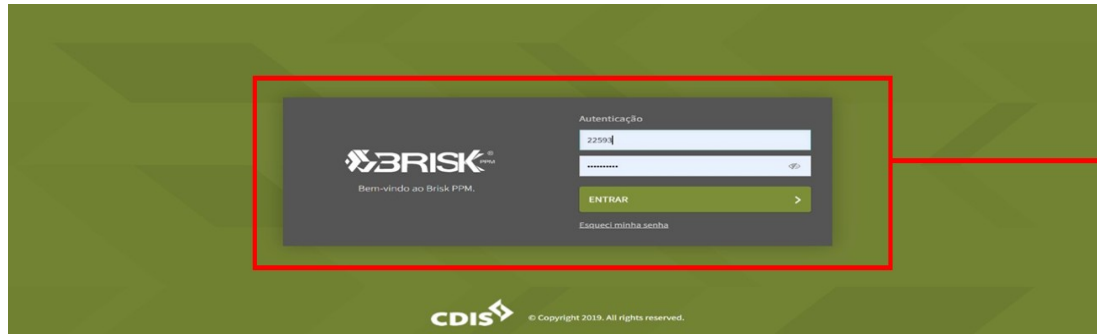 BRISK®
PPM
Bem-vindo ao Brisk PPM.
Autenticação
22593
••••••••••
ENTRAR >
Esqueci minha senha
CDIS © Copyright 2019. All rights reserved.